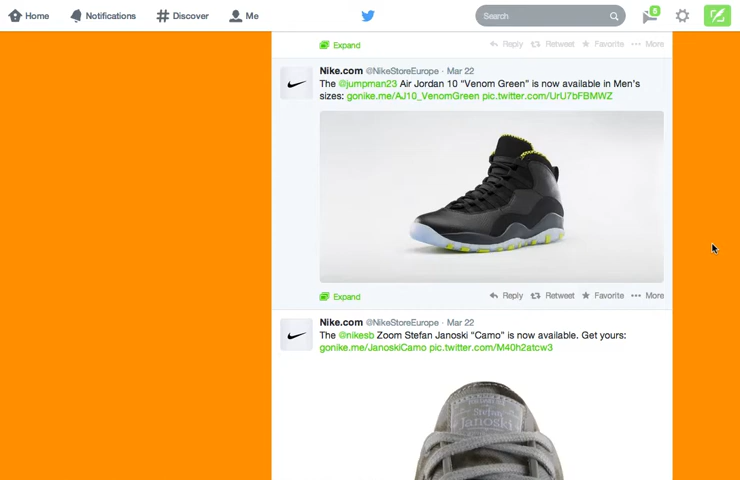 Home Notifications Discover Me Search 8
Expand Reply Retweet Favorite More
Nike.com @NikeStoreEurope · Mar 22
The @jumpman23 Air Jordan 10 "Venom Green" is now available in Men's
sizes: gonike.me/AJ10_VenomGreen pic.twitter.com/UrU7bFBMWZ
Expand Reply Retweet Favorite More
Nike.com @NikeStoreEurope · Mar 22
The @nikesb Zoom Stefan Janoski "Camo" is now available. Get yours:
gonike.me/JanoskiCamo pic.twitter.com/M40h2atcw3
Stefan
Janoski